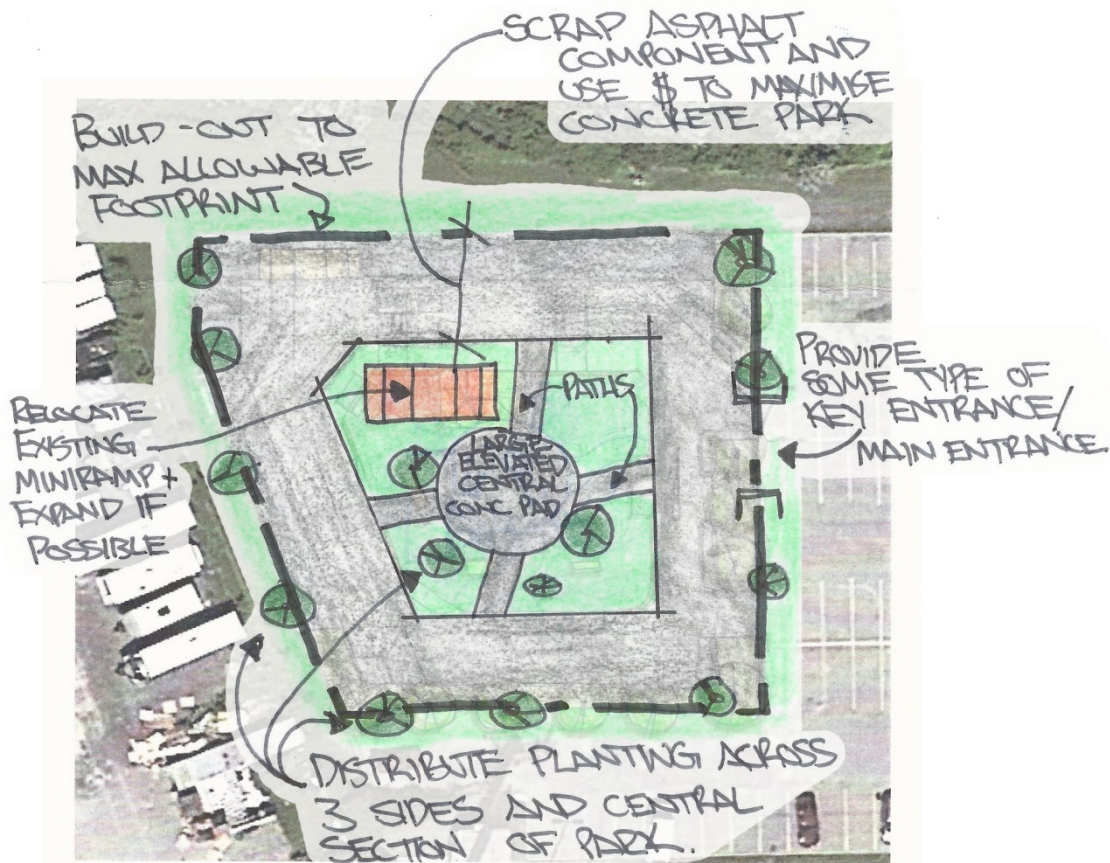 SCRAP ASPHALT
COMPONENT AND
USE $ TO MAXIMISE
CONCRETE PARK
BUILD-OUT TO
MAX ALLOWABLE
FOOTPRINT
PROVIDE
SOME TYPE OF
KEY ENTRANCE/
MAIN ENTRANCE.
PATHS
RELOCATE
EXISTING
MINIRAMP +
EXPAND IF
POSSIBLE
LARGE
ELEVATED
CENTRAL
CONC PAD
DISTRIBUTE PLANTING ACROSS
3 SIDES AND CENTRAL
SECTION OF PARK.